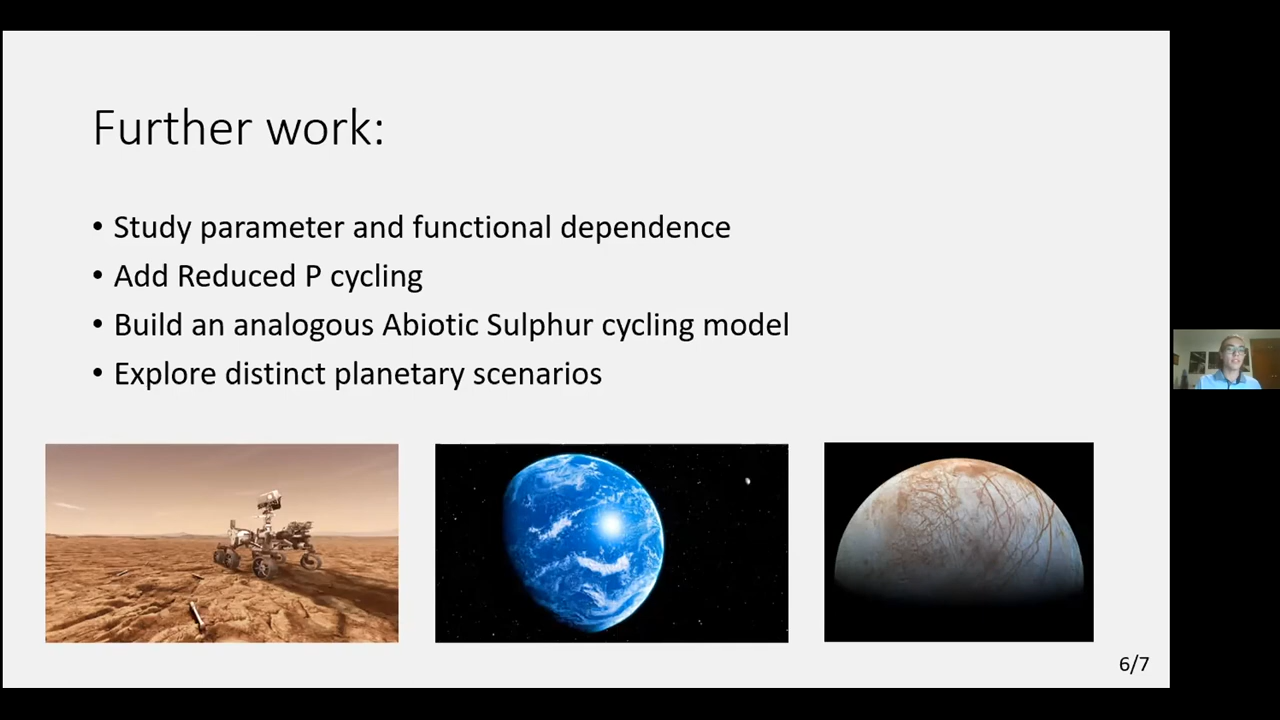 Further work:
• Study parameter and functional dependence
• Add Reduced P cycling
• Build an analogous Abiotic Sulphur cycling model
• Explore distinct planetary scenarios
6/7